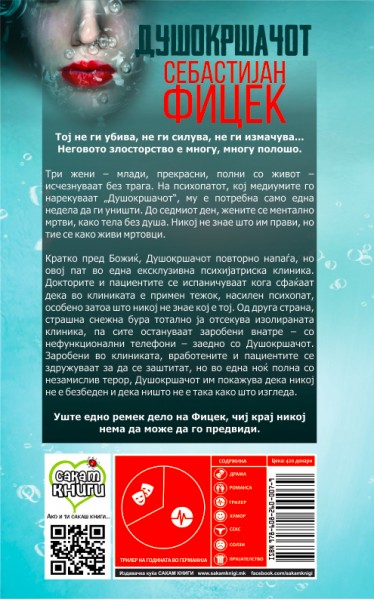 ДУШОКРШАЧОТ
СЕБАСТИЈАН
ФИЦЕК
Тој не ги убива, не ги силува, не ги измачува...
Неговото злосторство е многу, многу полошо.
Три жени – млади, прекрасни, полни со живот –
исчезнуваат без трага. На психопатот, кој медиумите го
нарекуваат „Душокршачот“, му е потребна само една
недела да ги уништи. До седмиот ден, жените се ментално
мртви, како тела без душа. Никој не знае што им прави, но
тие се како живи мртовци.
Кратко пред Божиќ, Душокршачот повторно напаѓа, но
овој пат во една ексклузивна психијатриска клиника.
Докторите и пациентите се испаничуваат кога сфаќаат
дека во клиниката е примен тежок, насилен психопат,
особено затоа што никој не знае кој е тој. Од друга страна,
страшна снежна бура тотално ја отсекува изолираната
клиника, па сите остануваат заробени внатре – со
нефункционални телефони – заедно со Душокршачот.
Заробени во клиниката, вработените и пациентите се
здружуваат за да се заштитат, но во една ноќ полна со
незамислив терор, Душокршачот им покажува дека никој
не е безбеден и дека ништо не е така како што изгледа.
Уште едно ремек дело на Фицек, чиј крај никој
нема да може да го предвиди.
сакам
КНИГИ
Ако и ти сакаш книги...
ТРИЛЕР НА ГОДИНАТА ВО ГЕРМАНИЈА
СОДРЖИНА
ДРАМА
РОМАНСА
ТРИЛЕР
ХУМОР
СЕКС
СОЛЗИ
ПРИЈАТЕЛСТВО
Цена: 420 денари
ISBN 978-608-260-007-9
Издавачка куќа САКАМ КНИГИ www.sakamknigi.mk facebook.com/sakamknigi